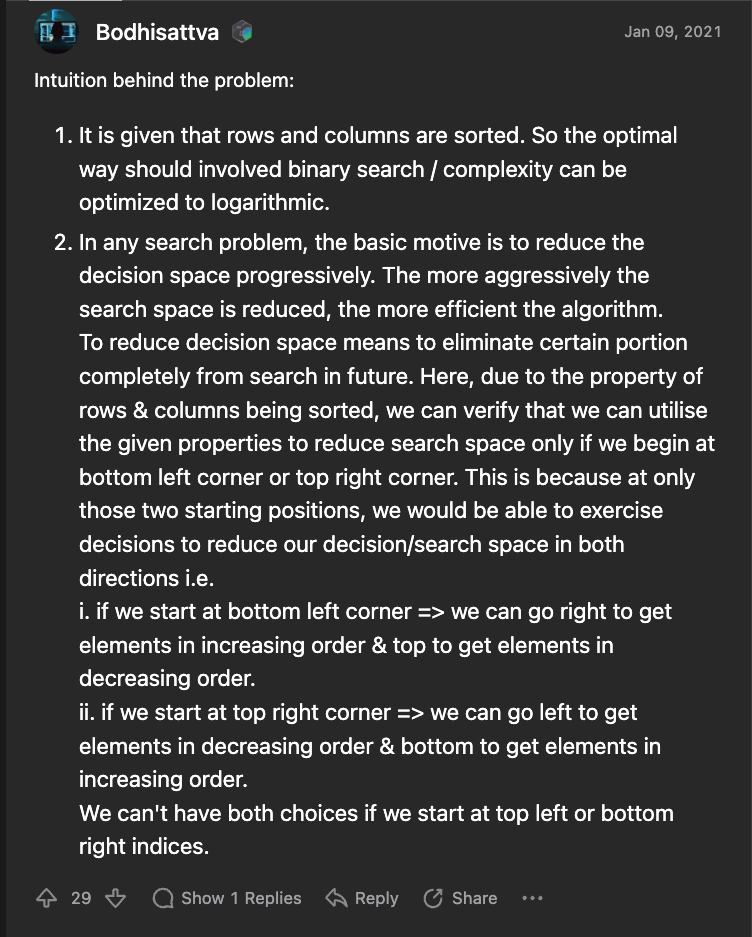 Bodhisattva
Jan 09, 2021
Intuition behind the problem:
1. It is given that rows and columns are sorted. So the optimal
way should involved binary search / complexity can be
optimized to logarithmic.
2. In any search problem, the basic motive is to reduce the
decision space progressively. The more aggressively the
search space is reduced, the more efficient the algorithm.
To reduce decision space means to eliminate certain portion
completely from search in future. Here, due to the property of
rows & columns being sorted, we can verify that we can utilise
the given properties to reduce search space only if we begin at
bottom left corner or top right corner. This is because at only
those two starting positions, we would be able to exercise
decisions to reduce our decision/search space in both
directions i.e.
i. if we start at bottom left corner => we can go right to get
elements in increasing order & top to get elements in
decreasing order.
ii. if we start at top right corner => we can go left to get
elements in decreasing order & bottom to get elements in
increasing order.
We can't have both choices if we start at top left or bottom
right indices.
29 Show 1 Replies Reply Share